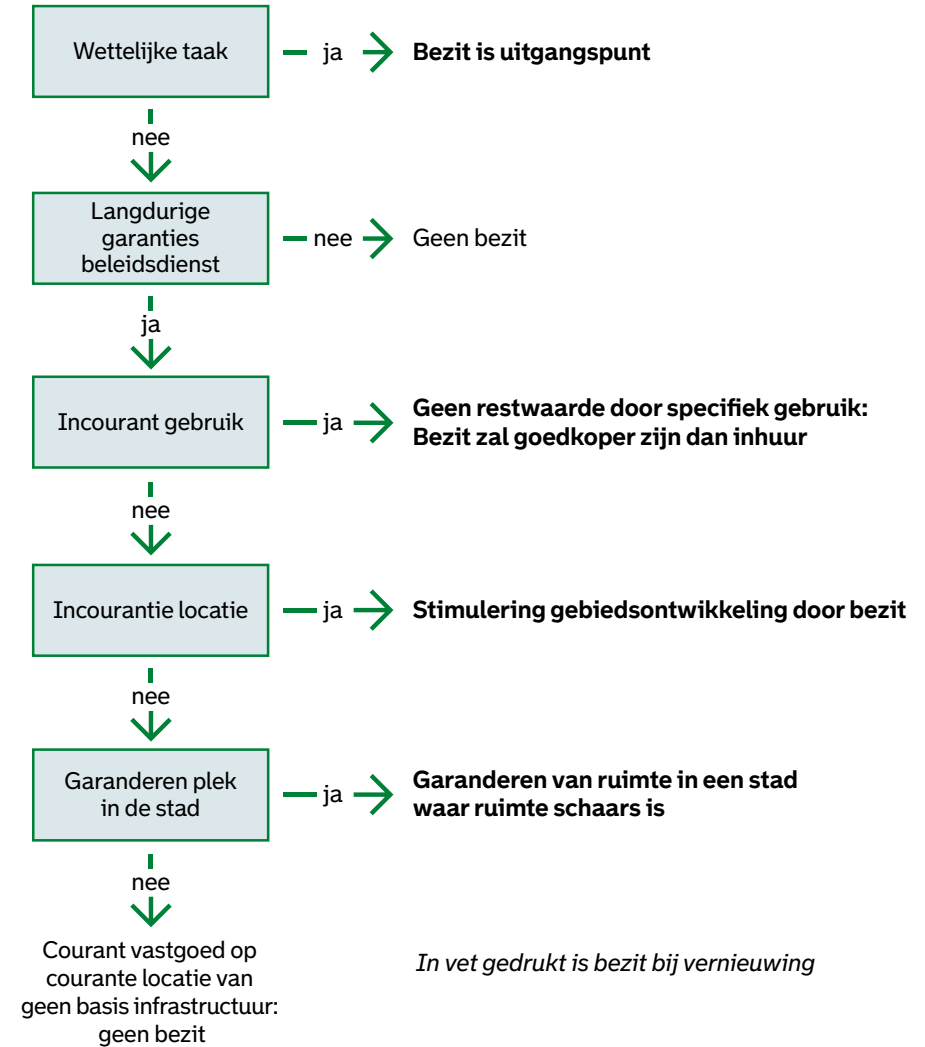 Wettelijke taak
ja
Bezit is uitgangspunt
nee
Langdurige
garanties
beleidsdienst
nee
Geen bezit
ja
Incourant gebruik
ja
Geen restwaarde door specifiek gebruik:
Bezit zal goedkoper zijn dan inhuur
nee
Incourantie locatie
ja
Stimulering gebiedsontwikkeling door bezit
nee
Garanderen plek
in de stad
ja
Garanderen van ruimte in een stad
waar ruimte schaars is
nee
Courant vastgoed op
courante locatie van
geen basis infrastructuur:
geen bezit
In vet gedrukt is bezit bij vernieuwing